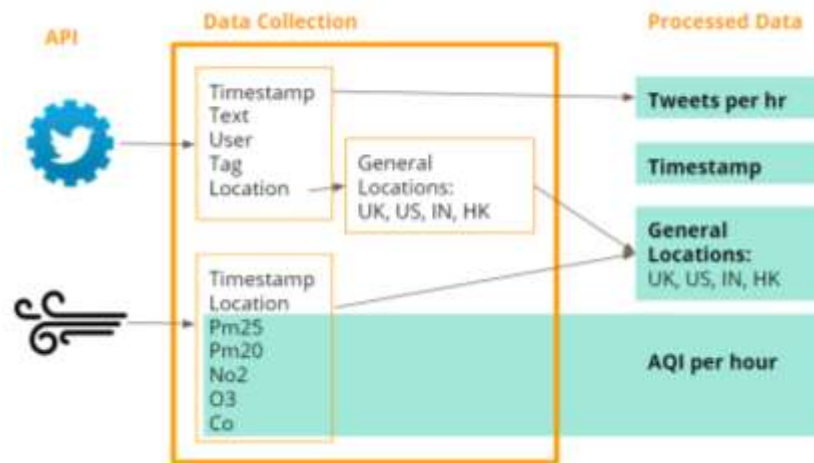 API
Data Collection
Processed Data
Timestamp
Text
User
Tag
Location
General
Locations:
UK, US, IN, HK
Timestamp
Location
Pm25
Pm20
No2
O3
Co
Tweets per hr
Timestamp
General
Locations:
UK, US, IN, HK
AQI per hour